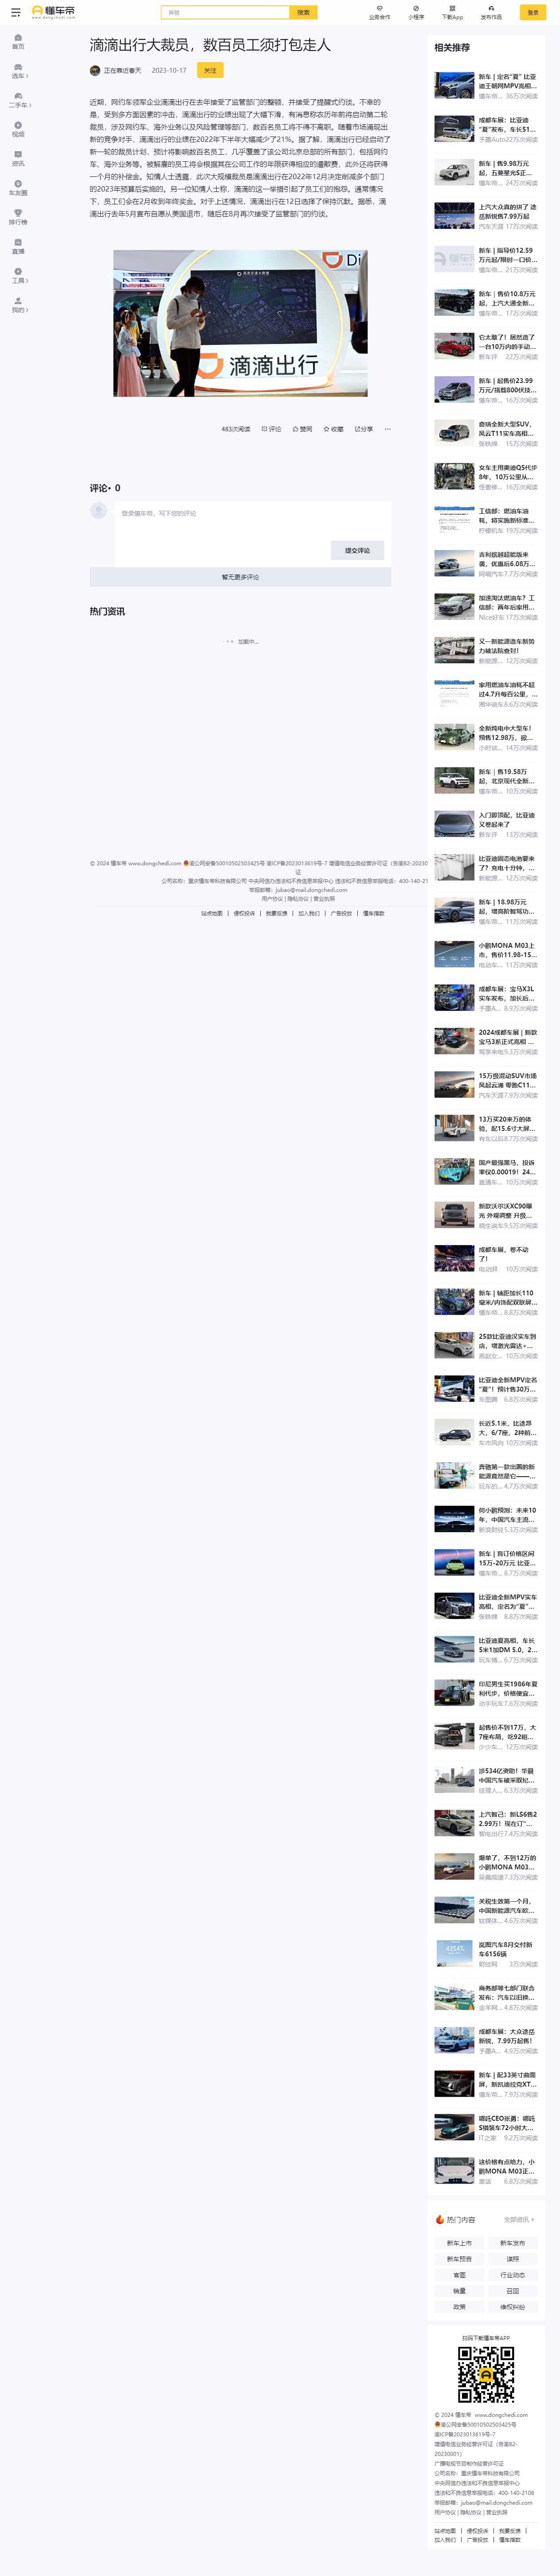 懂车帝
www.dongchedi.com
奔驰
搜索
业务合作
小程序
下载App
发布作品
登录
首页
选车
二手车
视频
资讯
车友圈
排行榜
直播
工具
我的
滴滴出行大裁员，数百员工须打包走人
正在靠近春天
2023-10-17
关注
近期，网约车领军企业滴滴出行在去年接受了监管部门的整顿，并接受了提醒式约谈。不幸的
是，受到多方面因素的冲击，滴滴出行的业绩出现了大幅下滑，有消息称农历年前将启动第二轮
裁员，涉及网约车、海外业务以及风险管理等部门，数百名员工将不得不离职。随着市场涌现出
新的竞争对手，滴滴出行的业绩在2022年下半年大幅减少了21%。据了解，滴滴出行已经启动了
新一轮的裁员计划，预计将影响数百名员工，几乎覆盖了该公司北京总部的所有部门，包括网约
车、海外业务等。被解雇的员工将会根据其在公司工作的年限获得相应的遣散费，此外还将获得
一个月的补偿金。知情人士透露，此次大规模裁员是滴滴出行在2022年12月决定削减多个部门
的2023年预算后实施的。另一位知情人士称，滴滴的这一举措引起了员工们的抱怨。通常情况
下，员工们会在2月收到年终奖金。对于上述情况，滴滴出行在12日选择了保持沉默。据悉，滴
滴出行去年5月宣布自愿从美国退市，随后在8月再次接受了监管部门的约谈。
Di
滴滴出行
483次阅读
评论
赞同
收藏
分享
评论· 0
登录懂车帝，写下您的评论
提交评论
暂无更多评论
热门资讯
加载中...
© 2024 懂车帝 www.dongchedi.com 渝公网安备50010502503425号 渝ICP备2023013619号-7 增值电信业务经营许可证（渝渝B2-20230
证
公司名称：重庆懂车帝科技有限公司 中央网信办违法和不良信息举报中心 违法和不良信息举报电话：400-140-21
举报邮箱：jubao@mail.dongchedi.com
用户协议 | 隐私协议 | 营业执照
站点地图 | 侵权投诉 | 我要反馈 | 加入我们 | 广告投放 | 懂车指数
相关推荐
新车 | 定名“夏” 比亚
迪王朝网MPV高相...
懂车帝... 36万次阅读
成都车展：比亚迪
“夏”发布，车长51...
手墨Auto 22万次阅读
新车 | 售9.98万元
起，五菱星光S正...
懂车帝... 24万次阅读
上汽大众真的拼了 途
岳新锐售7.99万起
汽车天涯 17万次阅读
新车 | 指导价12.59
万元起/限时一口价...
懂车帝... 21万次阅读
新车 | 售价10.8万元
起，上汽大通全新...
懂车帝... 17万次阅读
它太敢了！居然造了
一台10万内的手动...
新车评 22万次阅读
新车 | 起售价23.99
万元/搭载800伏技...
懂车帝... 16万次阅读
奇瑞全新大型SUV，
风云T11实车高相...
张晓姨 15万次阅读
女车主用奥迪Q5代步
8年，10万公里从...
怪兽修... 16万次阅读
工信部：燃油车油
耗，将实施新标准...
柠檬机车 19万次阅读
吉利缤越超能版来
袭，优惠后6.08万...
网曝汽车 7.7万次阅读
加速淘汰燃油车？工
信部：两年后家用...
Nice好车 17万次阅读
又一新能源造车新势
力破法院查封！
新能源... 12万次阅读
家用燃油车油耗不超
过4.7升每百公里，...
湘华说车 8.6万次阅读
全新纯电中大型车！
预售12.98万，掀...
小时谈... 14万次阅读
新车 | 售19.58万
起，北京现代全新...
懂车帝... 10万次阅读
入门即顶配，比亚迪
又卷起来了
新车评 13万次阅读
比亚迪固态电池要来
了？充电十分钟，...
新能源... 12万次阅读
新车 | 18.98万元
起，增高阶智驾功...
懂车帝... 11万次阅读
小鹏MONA M03上
市，售价11.98-15...
电动车... 11万次阅读
成都车展：宝马X3L
实车发布，加长后...
手墨A... 8.9万次阅读
2024成都车展 | 新款
宝马3系正式高相 ...
驾享来电 9.3万次阅读
15万级混动SUV市场
风起云涌 零跑C11...
汽车天涯 7.9万次阅读
13万买20来万的体
验，配15.6寸大屏...
有车以后 8.7万次阅读
国产最强黑马，投诉
率仅0.00019！24...
直通车... 10万次阅读
新款沃尔沃XC90曝
光 外观调整 升级...
晓生说车 9.5万次阅读
成都车展，卷不动
了！
电动湃 10万次阅读
新车 | 轴距加长110
毫米/内饰配双联屏...
懂车帝... 8.8万次阅读
25款比亚迪汉实车到
店，增激光雷达+...
南赵女... 10万次阅读
比亚迪全新MPV定名
“夏”！预计售30万...
车图腾 6.8万次阅读
长近5.1米，比途昂
大，6/7座，2种前...
车市风向 10万次阅读
奔驰第一款出圈的新
能源竟然是它——...
玩车的... 4.7万次阅读
何小鹏预测：未来10
年，中国汽车主流...
新浪财经 5.3万次阅读
新车 | 盲订价格区间
15万-20万元 比亚...
懂车帝... 8.7万次阅读
比亚迪全新MPV实车
高相，定名为“夏”...
张晓姨 8.8万次阅读
比亚迪夏高相，车长
5米1加DM 5.0，2...
玩车情... 6.7万次阅读
印尼男生买1986年夏
利代步，价格便宜...
动手玩车 7.6万次阅读
起售价不到17万，大
7座布局，吃92粗...
少少车... 12万次阅读
涉534亿资助！华晨
中国汽车被采取纪...
经理人... 6.3万次阅读
上汽智己：新LS6售2
2.99万！现在订“...
智电出行 7.4万次阅读
爆单了，不到12万的
小鹏MONA M03...
梁佩频道 7.3万次阅读
关税生效第一个月，
中国新能源汽车欧...
钛媒体... 4.6万次阅读
岚图汽车8月交付新
车6156辆
财经网 3万次阅读
商务部等七部门联合
发布：汽车以旧换...
金羊网... 4.8万次阅读
成都车展：大众途岳
新锐，7.99万起售！
手墨A... 4.9万次阅读
新车 | 配33英寸曲面
屏，新凯迪拉克XT...
懂车帝... 7.9万次阅读
哪吒CEO张勇：哪吒
S猎装车72小时大...
IT之家 9.2万次阅读
这价格有点给力，小
鹏MONA M03正...
童话 6.8万次阅读
热门内容
全部资讯
新车上市
新车发布
新车预告
谍照
官图
行业动态
销量
召回
政策
维权纠纷
扫码下载懂车帝APP
© 2024 懂车帝 www.dongchedi.com
渝公网安备50010502503425号
渝ICP备2023013619号-7
增值电信业务经营许可证（渝渝B2-
20230001）
广播电视节目制作经营许可证
公司名称：重庆懂车帝科技有限公司
中央网信办违法和不良信息举报中心
违法和不良信息举报电话：400-140-2108
举报邮箱：jubao@mail.dongchedi.com
用户协议 | 隐私协议 | 营业执照
站点地图 | 侵权投诉 | 我要反馈 |
加入我们 | 广告投放 | 懂车指数